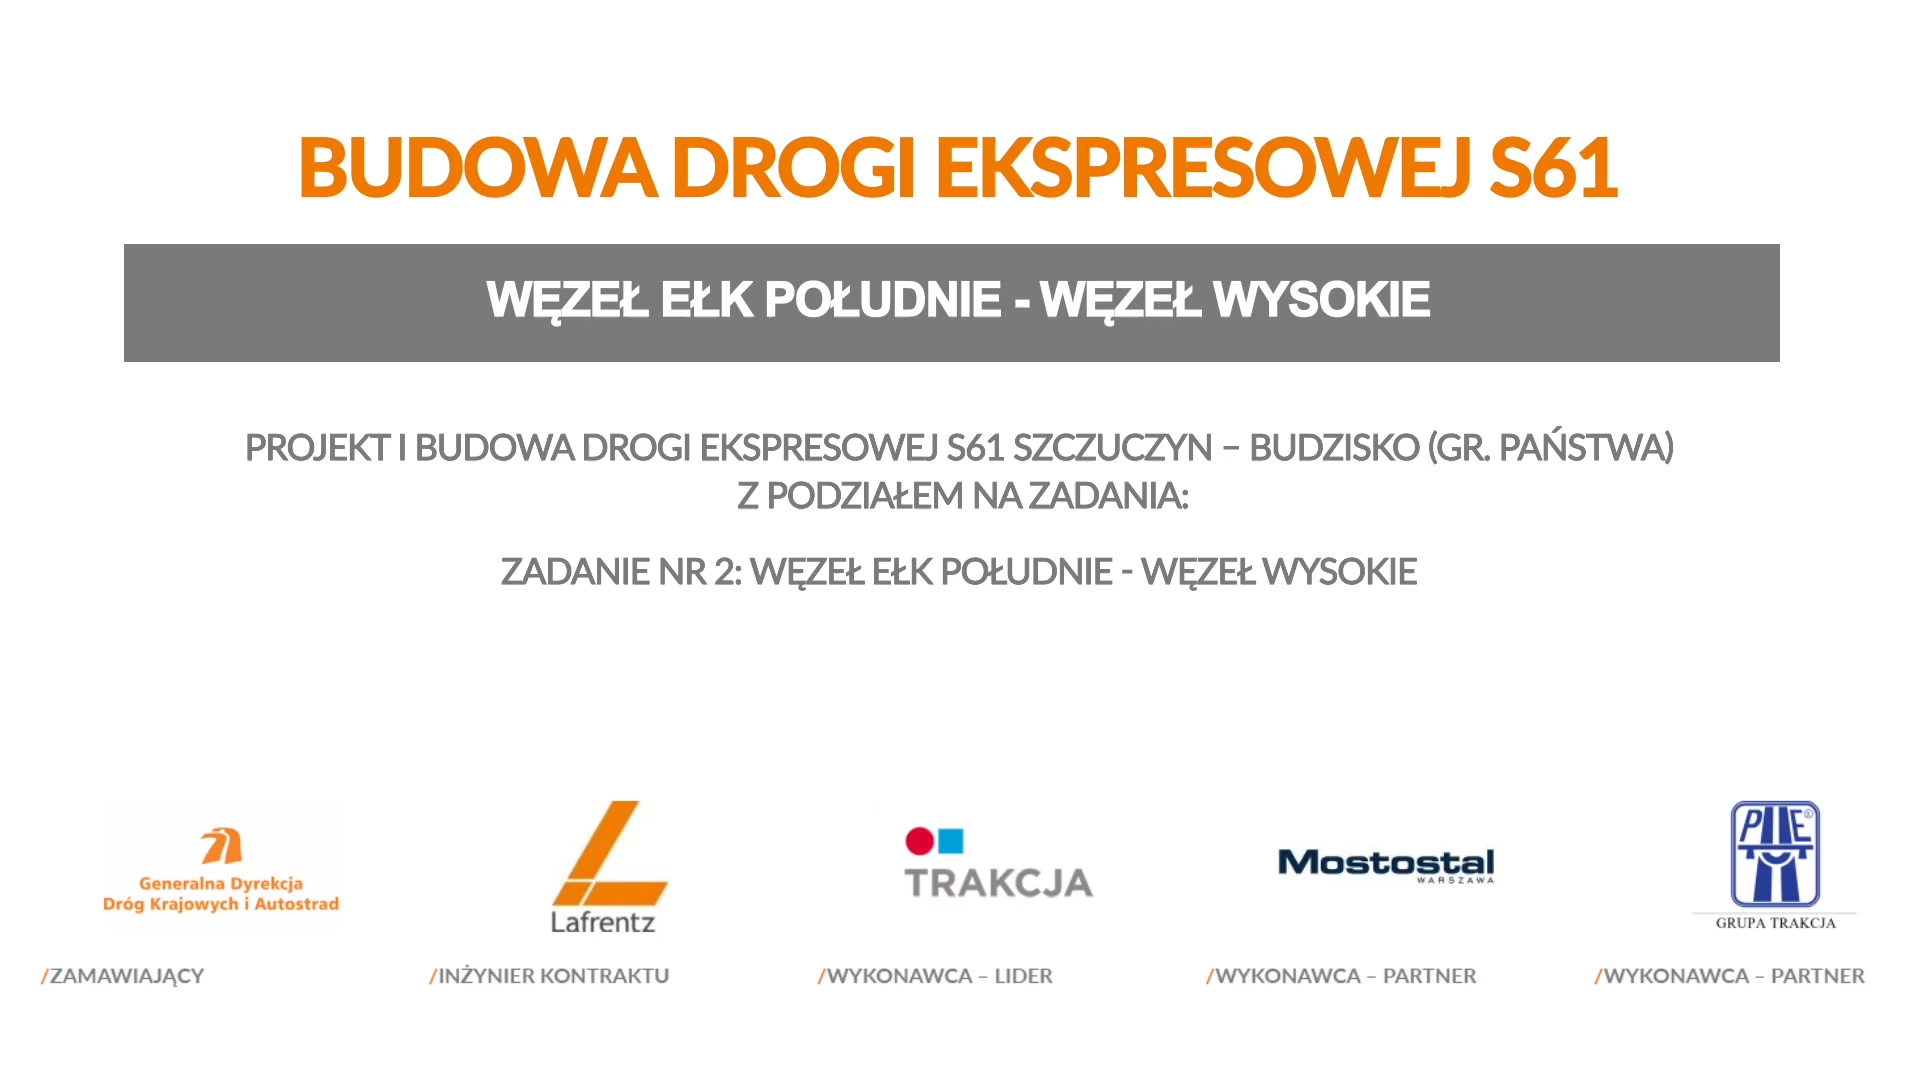 BUDOWA DROGI EKSPRESOWEJ S61
WĘZEŁ EŁK POŁUDNIE - WĘZEŁ WYSOKIE
PROJEKT I BUDOWA DROGI EKSPRESOWEJ S61 SZCZUCZYN – BUDZISKO (GR. PAŃSTWA)
Z PODZIAŁEM NA ZADANIA:
ZADANIE NR 2: WĘZEŁ EŁK POŁUDNIE - WĘZEŁ WYSOKIE
Generalna Dyrekcja
Dróg Krajowych i Autostrad
Lafrentz
TRAKCJA
Mostostal
WARSZAWA
PRIE®
GRUPA TRAKCJA
/ZAMAWIAJĄCY
/INŻYNIER KONTRAKTU
/WYKONAWCA – LIDER
/WYKONAWCA – PARTNER
/WYKONAWCA – PARTNER